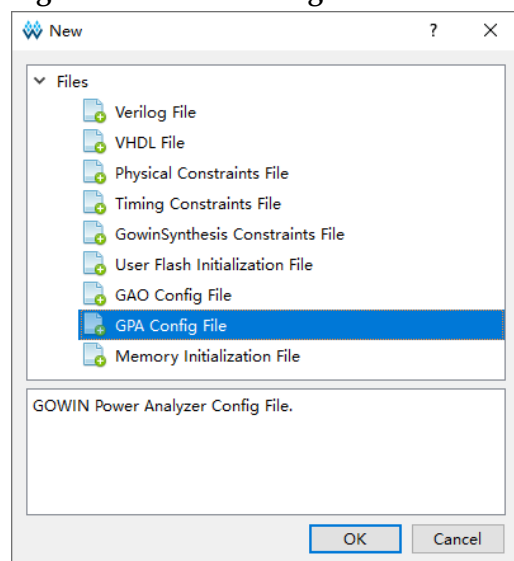 New ? ×
Files
Verilog File
VHDL File
Physical Constraints File
Timing Constraints File
GowinSynthesis Constraints File
User Flash Initialization File
GAO Config File
GPA Config File
Memory Initialization File
GOWIN Power Analyzer Config File.
OK Cancel